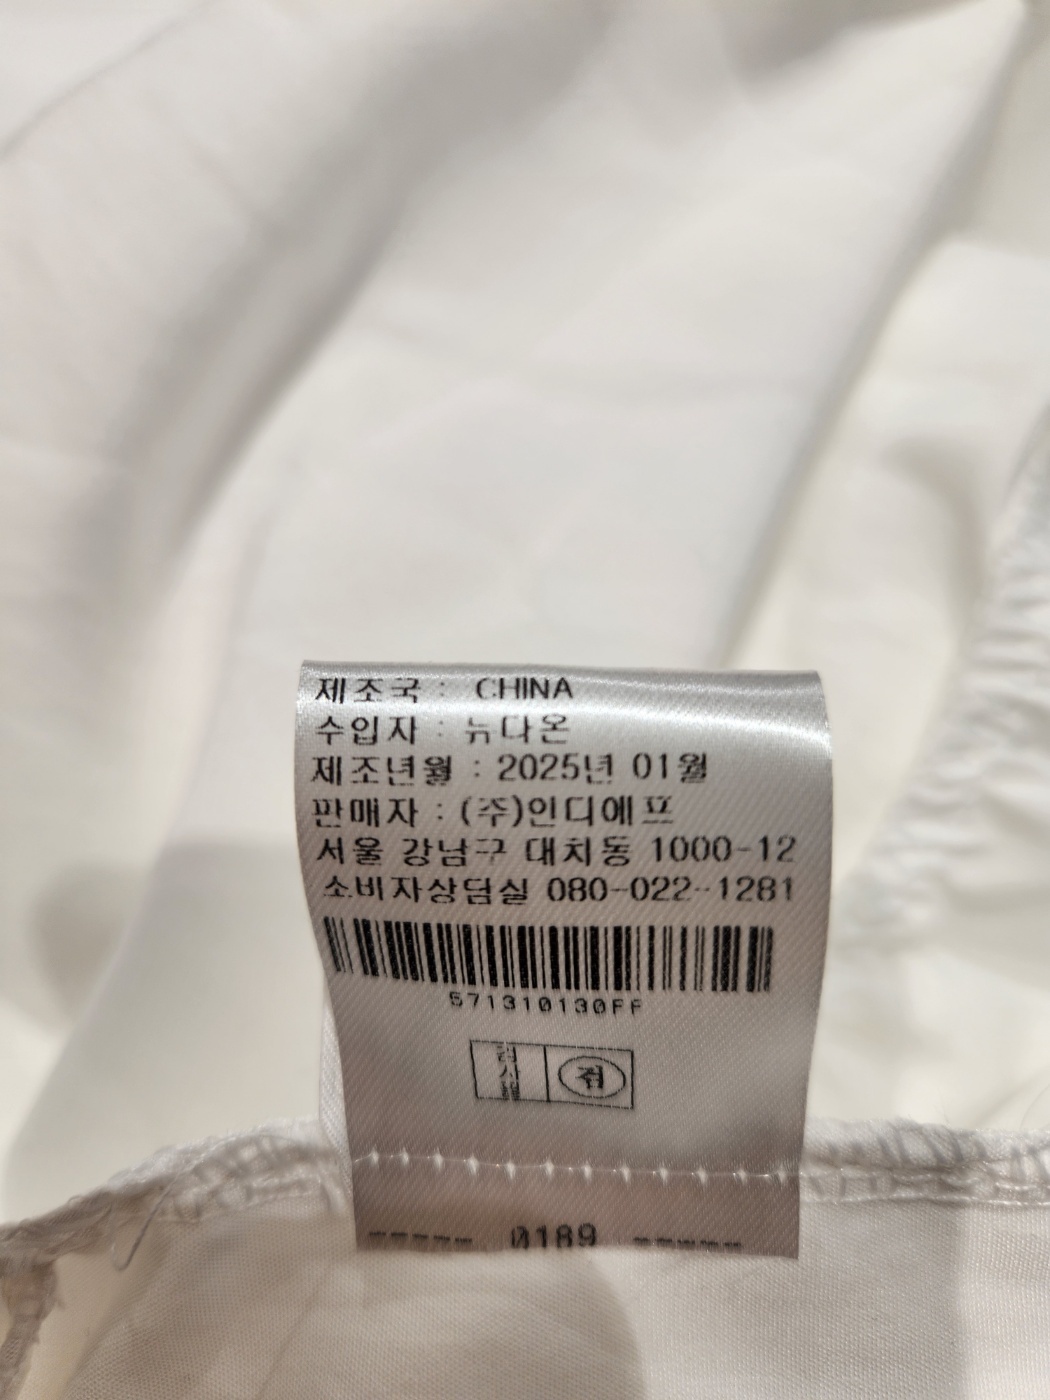 제조국 : CHINA
수입자 : 뉴다온
제조년월 : 2025년 01월
판매자 : (주)인디에프
서울 강남구 대치동 1000-12
소비자상담실 080-022-1281
571310130FF
검
----- 0189 -----